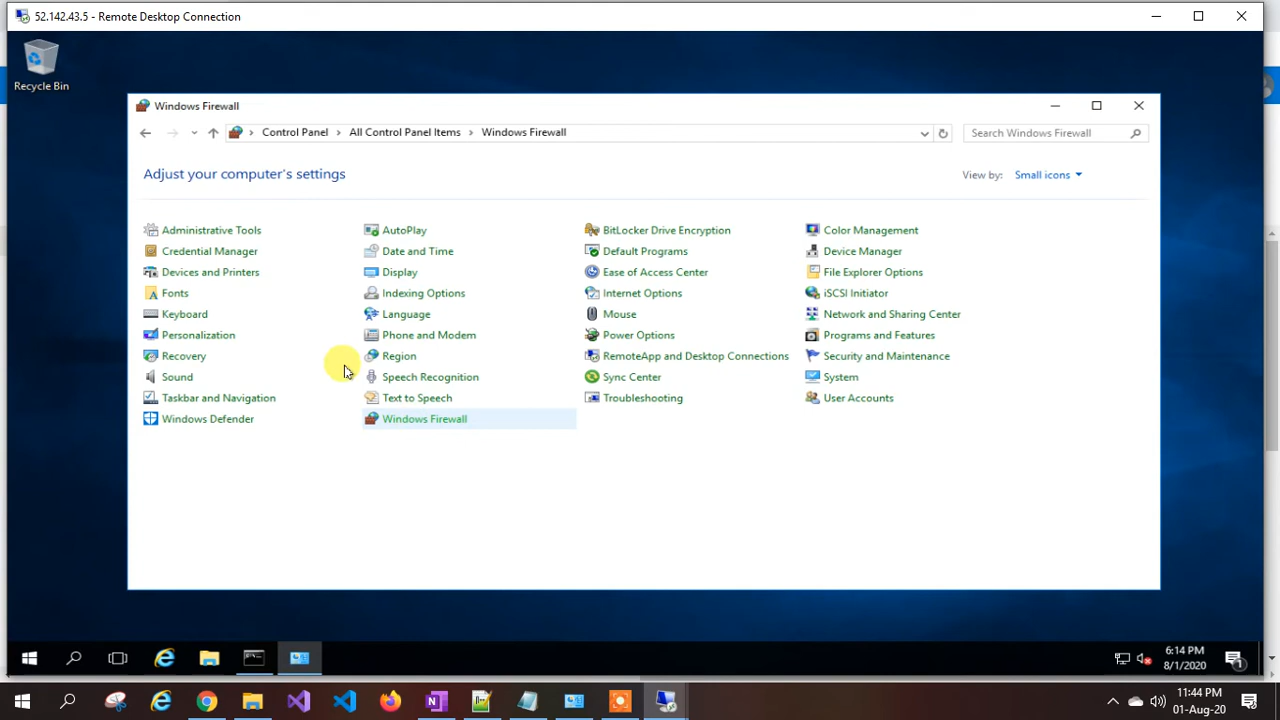 52.142.43.5 - Remote Desktop Connection
Recycle Bin
Windows Firewall
Control Panel > All Control Panel Items > Windows Firewall
Search Windows Firewall
Adjust your computer's settings
View by: Small icons
Administrative Tools
AutoPlay
BitLocker Drive Encryption
Color Management
Credential Manager
Date and Time
Default Programs
Device Manager
Devices and Printers
Display
Ease of Access Center
File Explorer Options
Fonts
Indexing Options
Internet Options
iSCSI Initiator
Keyboard
Language
Mouse
Network and Sharing Center
Personalization
Phone and Modem
Power Options
Programs and Features
Recovery
Region
RemoteApp and Desktop Connections
Security and Maintenance
Sound
Speech Recognition
Sync Center
System
Taskbar and Navigation
Text to Speech
Troubleshooting
User Accounts
Windows Defender
Windows Firewall
6:14 PM
8/1/2020
1
11:44 PM
01-Aug-20